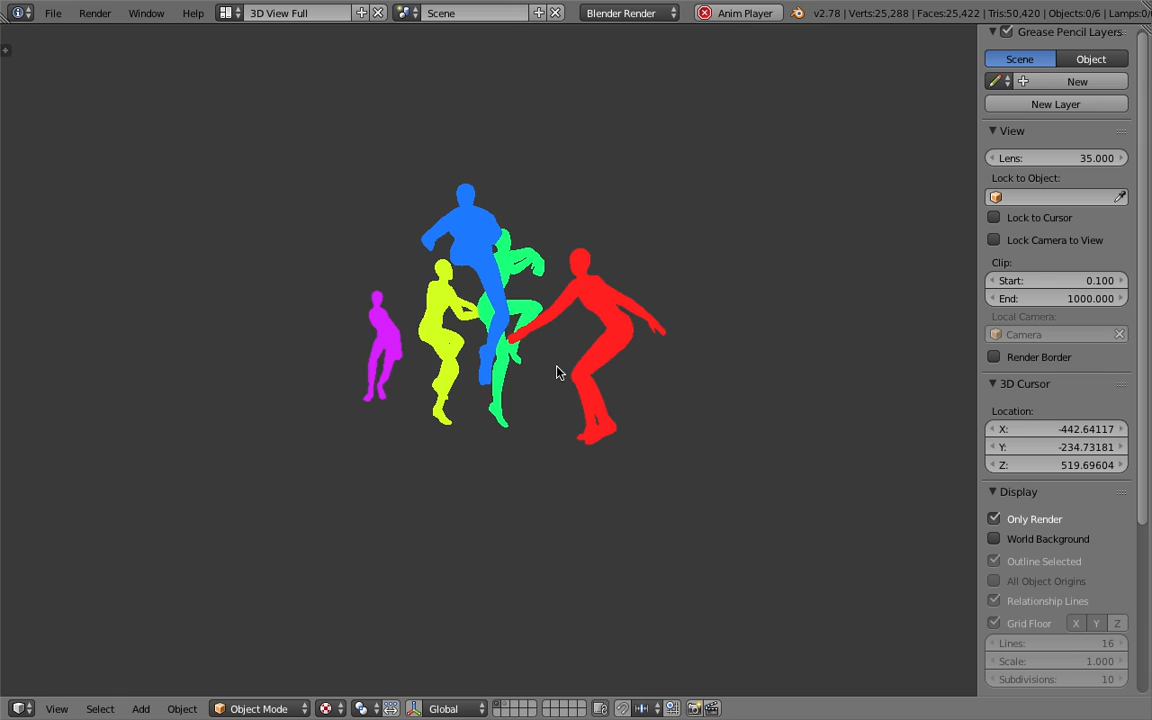 File Render Window Help 3D View Full Scene Blender Render Anim Player v2.78 | Verts:25,288 | Faces:25,422 | Tris:50,420 | Objects:0/6 | Lamps:0/
Grease Pencil Layers
Scene Object
New
New Layer
View
Lens: 35.000
Lock to Object:
Lock to Cursor
Lock Camera to View
Clip:
Start: 0.100
End: 1000.000
Local Camera:
Camera
Render Border
3D Cursor
Location:
X: -442.64117
Y: -234.73181
Z: 519.69604
Display
Only Render
World Background
Outline Selected
All Object Origins
Relationship Lines
Grid Floor X Y Z
Lines: 16
Scale: 1.000
Subdivisions: 10
View Select Add Object Object Mode Global